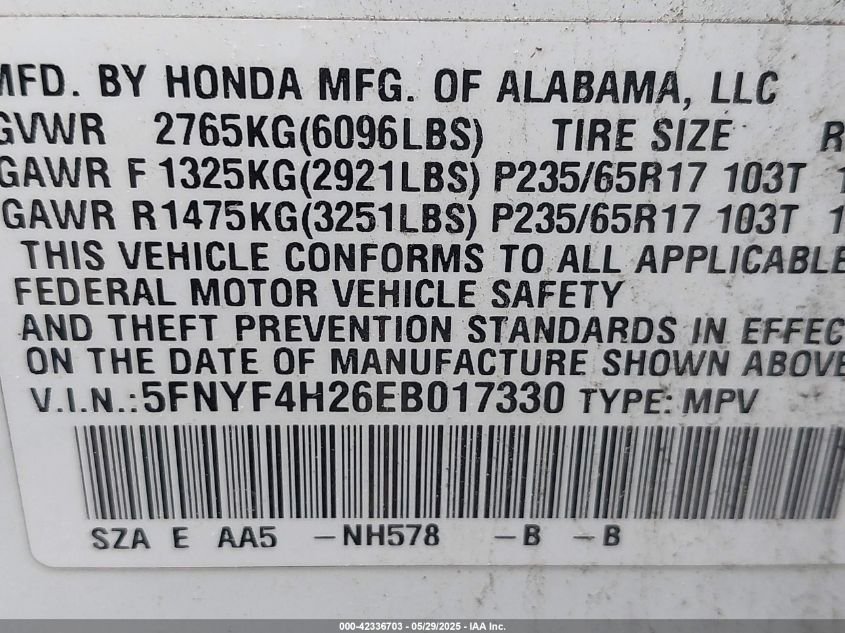 MFD. BY HONDA MFG. OF ALABAMA, LLC
GVWR 2765KG(6096LBS) TIRE SIZE R
GAWR F 1325KG(2921LBS) P235/65R17 103T 1
GAWR R1475KG(3251LBS) P235/65R17 103T 1
THIS VEHICLE CONFORMS TO ALL APPLICABLE
FEDERAL MOTOR VEHICLE SAFETY
AND THEFT PREVENTION STANDARDS IN EFFEC
ON THE DATE OF MANUFACTURE SHOWN ABOVE
V.I.N.:5FNYF4H26EB017330 TYPE: MPV
SZA E AA5 -NH578 -B -B
000-42336703 - 05/29/2025 - IAA Inc.